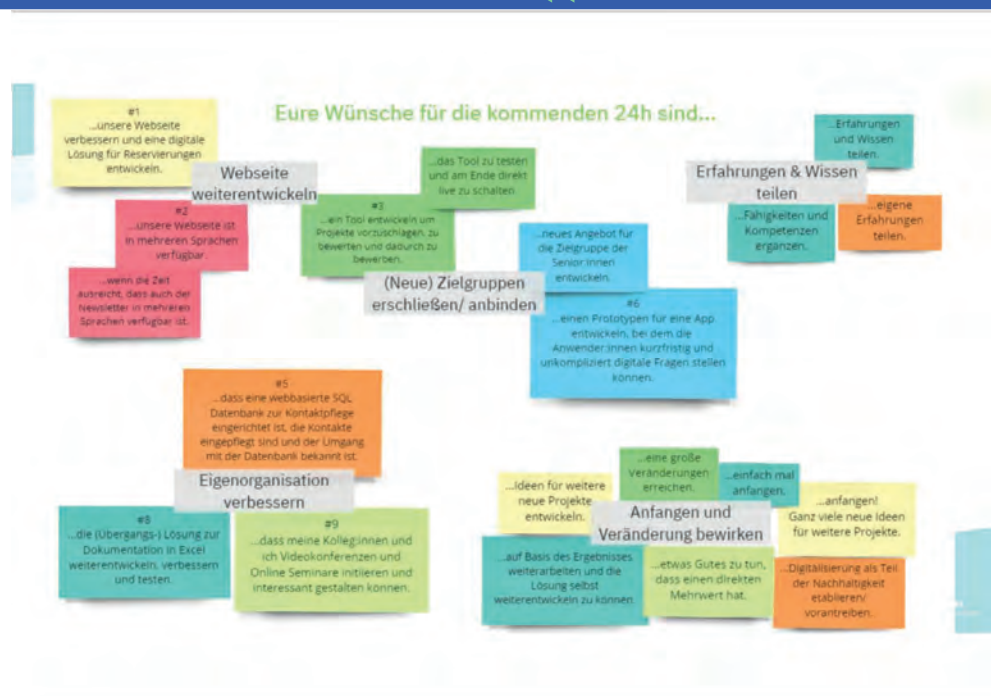 Eure Wünsche für die kommenden 24h sind...
#1
...unsere Webseite
verbessern und eine digitale
Lösung für Reservierungen
entwickeln.
Webseite
weiterentwickeln
#2
...unsere Webseite ist
in mehreren Sprachen
verfügbar.
...wenn die Zeit
ausreicht, dass auch der
Newsletter in mehreren
Sprachen verfügbar ist.
...das Tool zu testen
und am Ende direkt
live zu schalten
#3
...ein Tool entwickeln um
Projekte vorzuschlagen, zu
bewerten und dadurch zu
bewerben.
(Neue) Zielgruppen
erschließen/ anbinden
...neues Angebot für
die Zielgruppe der
Senior:innen
entwickeln.
#6
...einen Prototypen für eine App
entwickeln, bei dem die
Anwender:innen kurzfristig und
unkompliziert digitale Fragen stellen
können.
...Erfahrungen
und Wissen
teilen.
Erfahrungen & Wissen
teilen
...Fähigkeiten und
Kompetenzen
ergänzen.
...eigene
Erfahrungen
teilen.
#5
...dass eine webbasierte SQL
Datenbank zur Kontaktpflege
eingerichtet ist, die Kontakte
eingepflegt sind und der Umgang
mit der Datenbank bekannt ist.
Eigenorganisation
verbessern
#8
...die (Übergangs-) Lösung zur
Dokumentation in Excel
weiterentwickeln, verbessern
und testen.
#9
...dass meine Kolleg:innen und
ich Videokonferenzen und
Online Seminare initiieren und
interessant gestalten können.
...Ideen für weitere
neue Projekte
entwickeln.
...eine große
Veränderungen
erreichen.
...einfach mal
anfangen.
...anfangen!
Ganz viele neue Ideen
für weitere Projekte.
Anfangen und
Veränderung bewirken
...auf Basis des Ergebnisses
weiterarbeiten und die
Lösung selbst
weiterentwickeln zu können.
...etwas Gutes zu tun,
dass einen direkten
Mehrwert hat.
...Digitalisierung als Teil
der Nachhaltigkeit
etablieren/
vorantreiben.